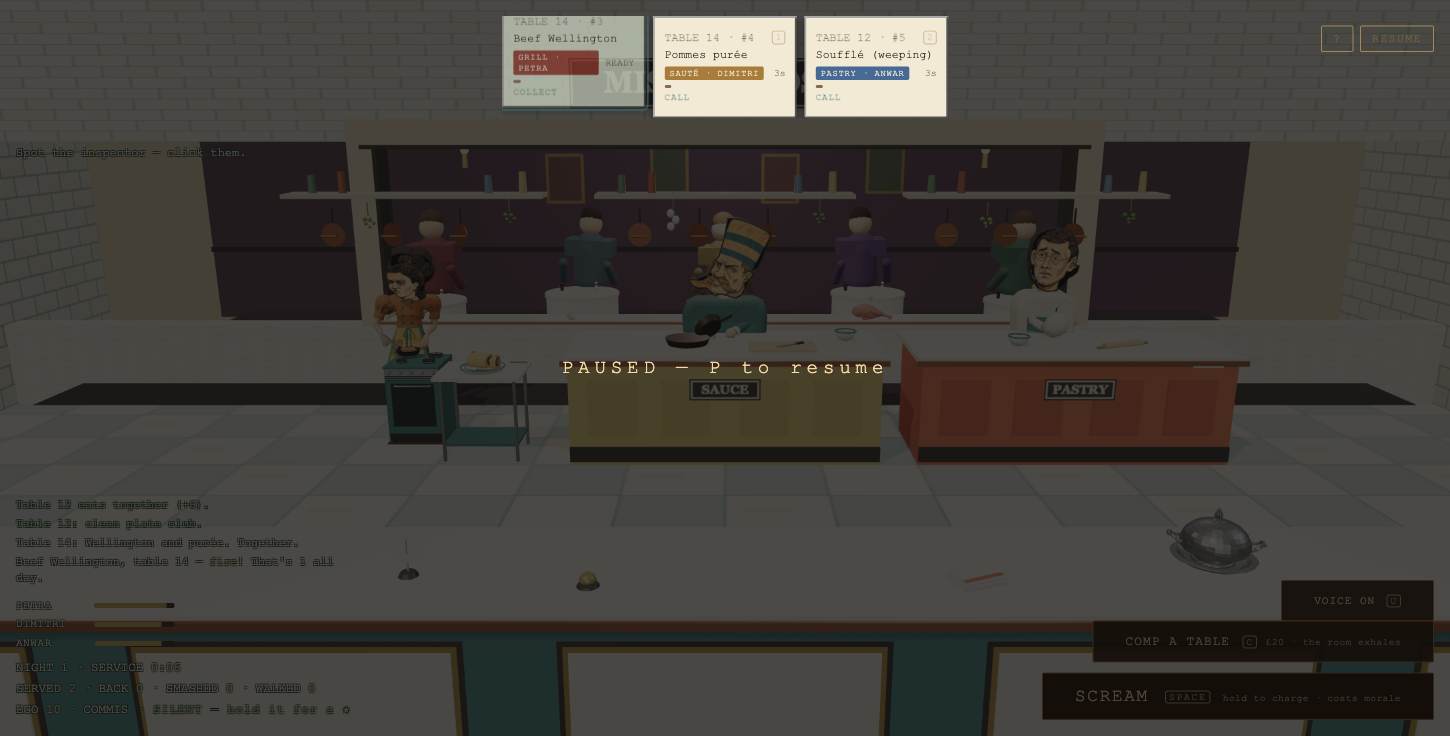 TABLE 14 · #3
Beef Wellington
GRILL · PETRA
READY
COLLECT
TABLE 14 · #4
1
Pommes purée
SAUTÉ · DIMITRI
3s
CALL
TABLE 12 · #5
2
Soufflé (weeping)
PASTRY · ANWAR
3s
CALL
?
RESUME
Spot the inspector — click them.
PAUSED — P to resume
SAUCE
PASTRY
Table 12 eats together (+6).
Table 12: clean plate club.
Table 14: Wellington and purée. Together.
Beef Wellington, table 14 — fire! That's 1 all
day.
PETRA
DIMITRI
ANWAR
NIGHT 1 · SERVICE 0:06
SERVED 2 · BACK 0 · SMASHED 0 · WALKED 0
EGO 10 · COMMIS · SILENT — hold it for a ✪
VOICE ON U
COMP A TABLE C £20 · the room exhales
SCREAM SPACE hold to charge · costs morale